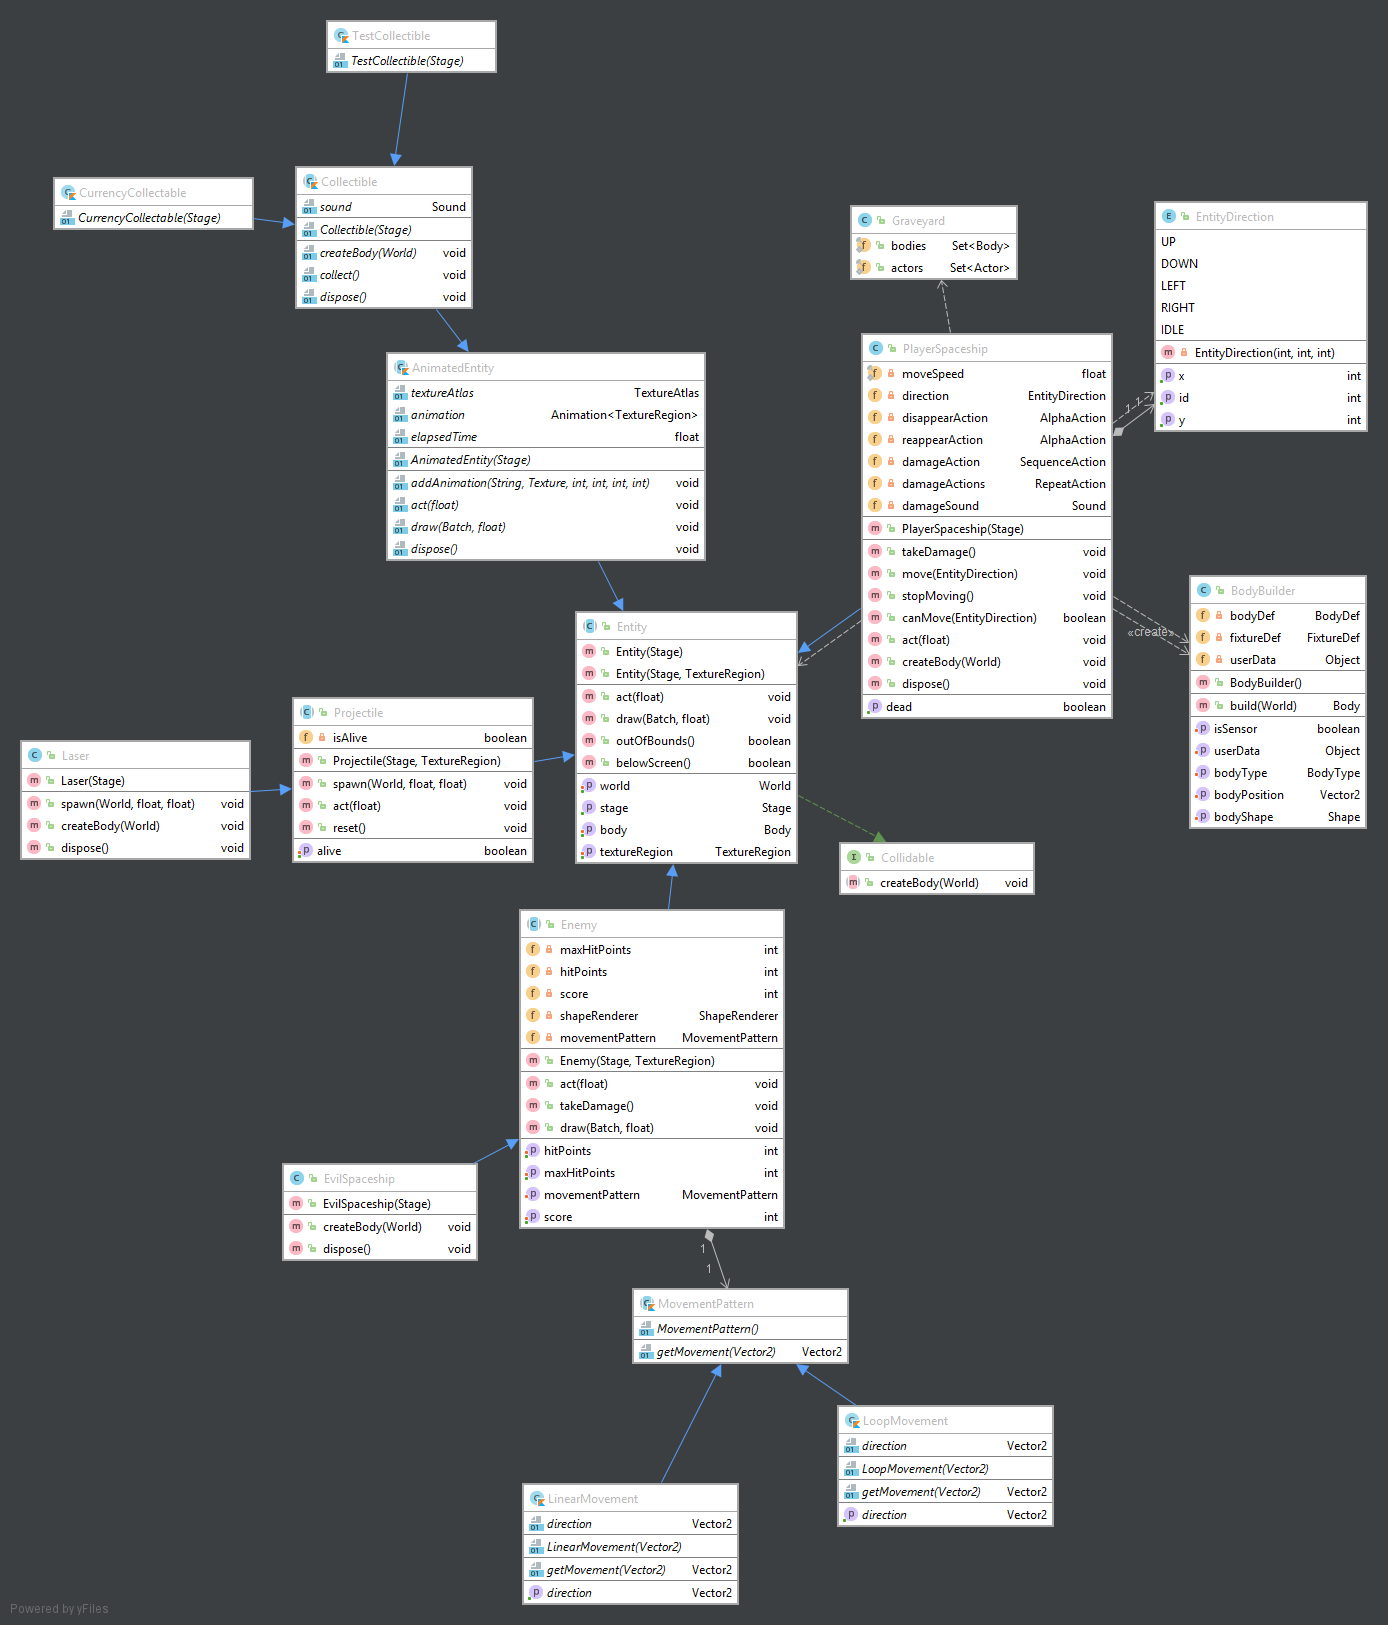 TestCollectible
TestCollectible(Stage)
CurrencyCollectable
CurrencyCollectable(Stage)
Collectible
sound Sound
Collectible(Stage)
createBody(World) void
collect() void
dispose() void
Graveyard
bodies Set<Body>
actors Set<Actor>
EntityDirection
UP
DOWN
LEFT
RIGHT
IDLE
EntityDirection(int, int, int)
x int
id int
y int
AnimatedEntity
textureAtlas TextureAtlas
animation Animation<TextureRegion>
elapsedTime float
AnimatedEntity(Stage)
addAnimation(String, Texture, int, int, int, int) void
act(float) void
draw(Batch, float) void
dispose() void
PlayerSpaceship
moveSpeed float
direction EntityDirection
disappearAction AlphaAction
reappearAction AlphaAction
damageAction SequenceAction
damageActions RepeatAction
damageSound Sound
PlayerSpaceship(Stage)
takeDamage() void
move(EntityDirection) void
stopMoving() void
canMove(EntityDirection) boolean
act(float) void
createBody(World) void
dispose() void
dead boolean
1 1
«create»
BodyBuilder
bodyDef BodyDef
fixtureDef FixtureDef
userData Object
BodyBuilder()
build(World) Body
isSensor boolean
userData Object
bodyType BodyType
bodyPosition Vector2
bodyShape Shape
Entity
Entity(Stage)
Entity(Stage, TextureRegion)
act(float) void
draw(Batch, float) void
outOfBounds() boolean
belowScreen() boolean
world World
stage Stage
body Body
textureRegion TextureRegion
Projectile
isAlive boolean
Projectile(Stage, TextureRegion)
spawn(World, float, float) void
act(float) void
reset() void
alive boolean
Laser
Laser(Stage)
spawn(World, float, float) void
createBody(World) void
dispose() void
Collidable
createBody(World) void
Enemy
maxHitPoints int
hitPoints int
score int
shapeRenderer ShapeRenderer
movementPattern MovementPattern
Enemy(Stage, TextureRegion)
act(float) void
takeDamage() void
draw(Batch, float) void
hitPoints int
maxHitPoints int
movementPattern MovementPattern
score int
EvilSpaceship
EvilSpaceship(Stage)
createBody(World) void
dispose() void
1
1
MovementPattern
MovementPattern()
getMovement(Vector2) Vector2
LoopMovement
direction Vector2
LoopMovement(Vector2)
getMovement(Vector2) Vector2
direction Vector2
LinearMovement
direction Vector2
LinearMovement(Vector2)
getMovement(Vector2) Vector2
direction Vector2
Powered by yFiles